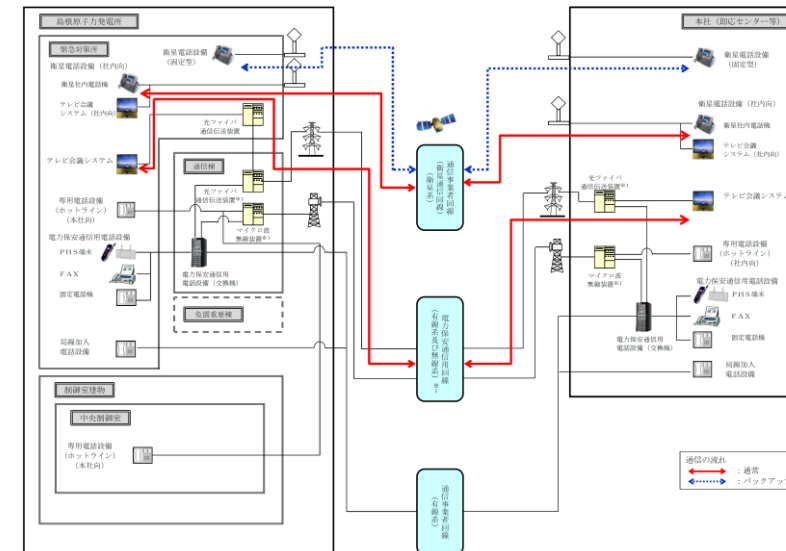 島根原子力発電所
緊急対策所
衛星電話設備（社内向）
衛星社内電話機
テレビ会議
システム（社内向）
衛星電話設備
（固定型）
光ファイバ
通信伝送装置
テレビ会議システム
通信棟
光ファイバ
通信伝送装置※1
専用電話設備
（ホットライン）
（本社向）
マイクロ波
無線装置※1
電力保安通信用電話設備
PHS端末
FAX
固定電話機
電力保安通信用
電話設備（交換機）
免震重要棟
局線加入
電話設備
制御室建物
中央制御室
専用電話設備
（ホットライン）
（本社向）
通信事業者回線
（衛星通信回線）
（衛星系）
電力保安通信用回線
（有線系及び無線系）※1
通信事業者回線
（有線系）
本社（即応センター等）
衛星電話設備
（固定型）
衛星電話設備（社内向）
衛星社内電話機
テレビ会議
システム（社内向）
光ファイバ
通信伝送装置※1
テレビ会議システム
専用電話設備
（ホットライン）
（社内向）
マイクロ波
無線装置※1
電力保安通信用電話設備
PHS端末
FAX
固定電話機
電力保安通信用
電話設備（交換機）
局線加入
電話設備
通信の流れ
：通常
：バックアップ